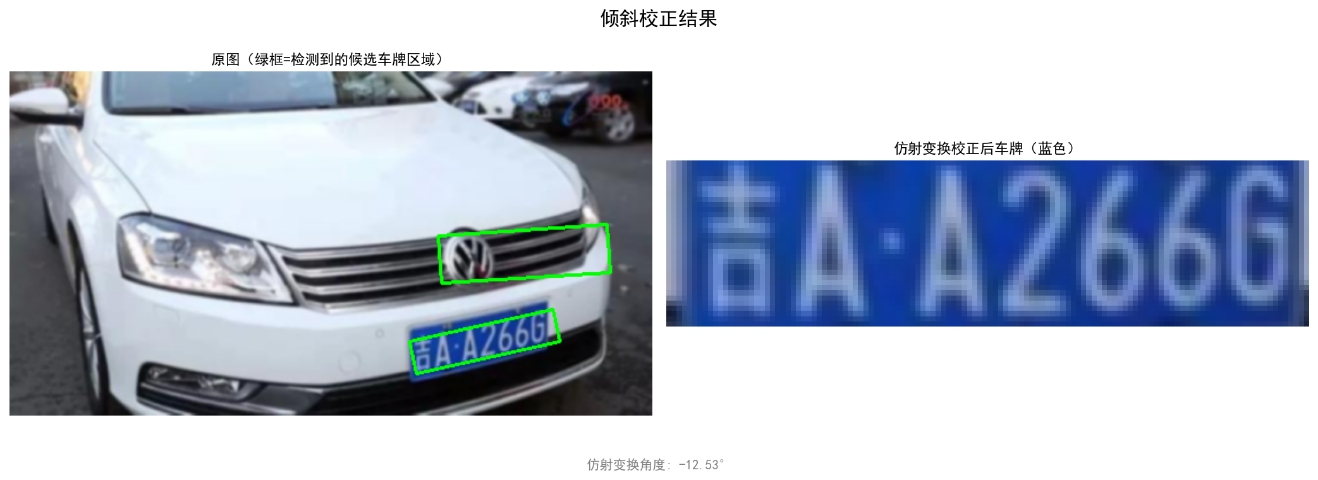 倾斜校正结果
原图（绿框=检测到的候选车牌区域）
吉A·A266G
仿射变换校正后车牌（蓝色）
吉A·A266G
仿射变换角度: -12.53°